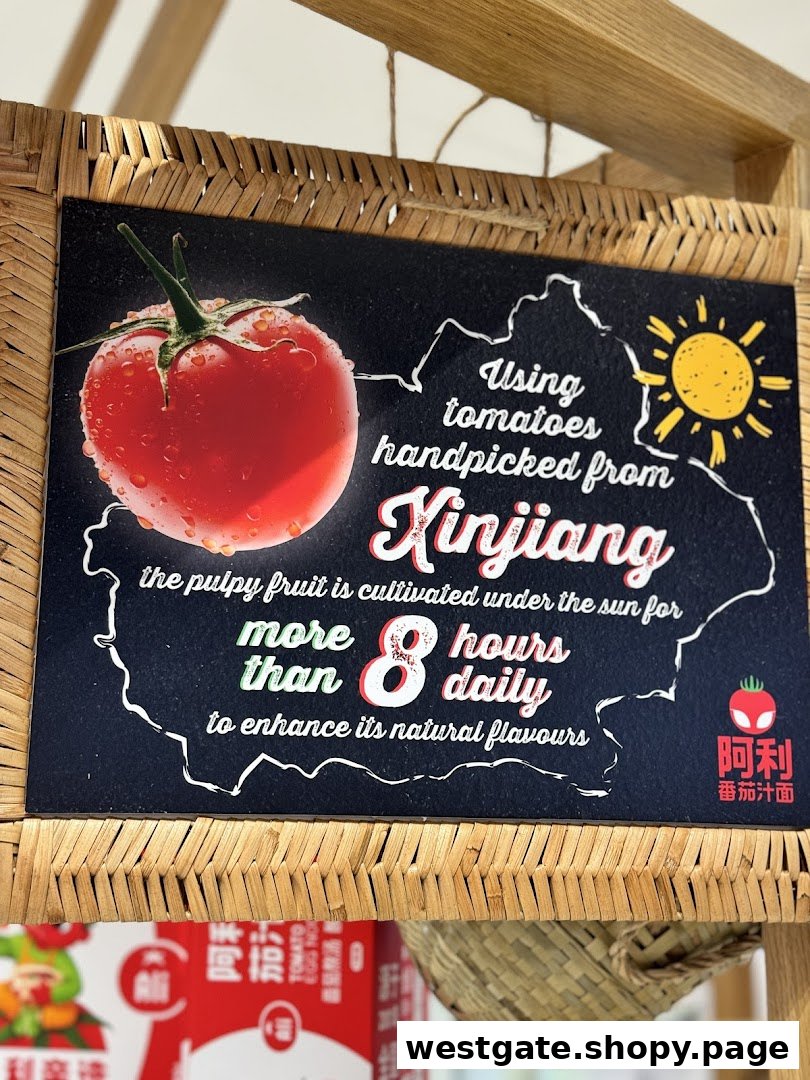 Using
tomatoes
handpicked from
Xinjiang
the pulpy fruit is cultivated under the sun for
more than
8
hours daily
to enhance its natural flavours
阿利
番茄汁面
TOMATO
westgate.shopy.page